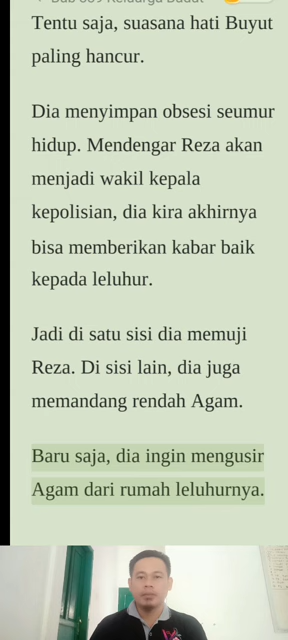 Tentu saja, suasana hati Buyut
paling hancur.
Dia menyimpan obsesi seumur
hidup. Mendengar Reza akan
menjadi wakil kepala
kepolisian, dia kira akhirnya
bisa memberikan kabar baik
kepada leluhur.
Jadi di satu sisi dia memuji
Reza. Di sisi lain, dia juga
memandang rendah Agam.
Baru saja, dia ingin mengusir
Agam dari rumah leluhurnya.